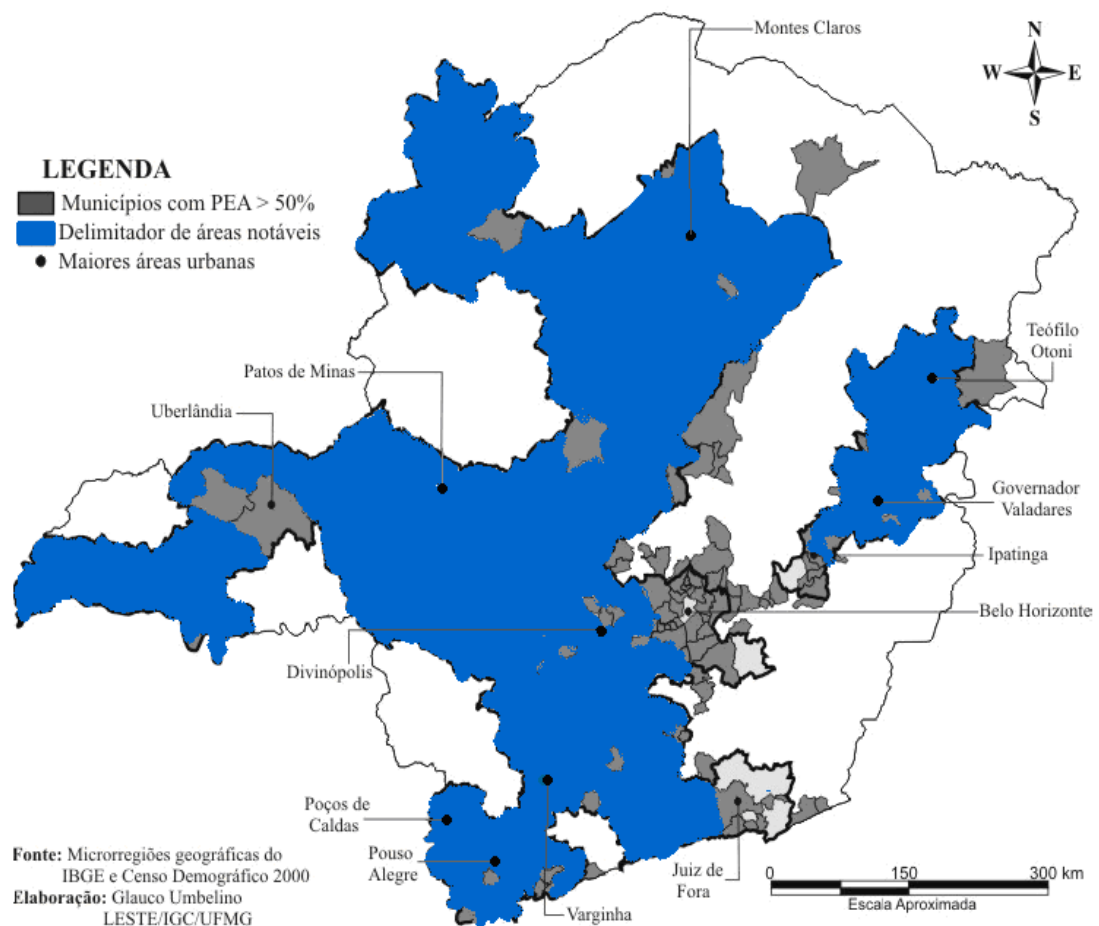 Montes Claros
N
W E
S
LEGENDA
Municípios com PEA > 50%
Delimitador de áreas notáveis
Maiores áreas urbanas
Teófilo
Otoni
Patos de Minas
Uberlândia
Governador
Valadares
Ipatinga
Belo Horizonte
Divinópolis
Poços de
Caldas
Pouso
Alegre
Juiz de
Fora
Varginha
Fonte: Microrregiões geográficas do
IBGE e Censo Demográfico 2000
Elaboração: Glauco Umbelino
LESTE/IGC/UFMG
0 150 300 km
Escala Aproximada